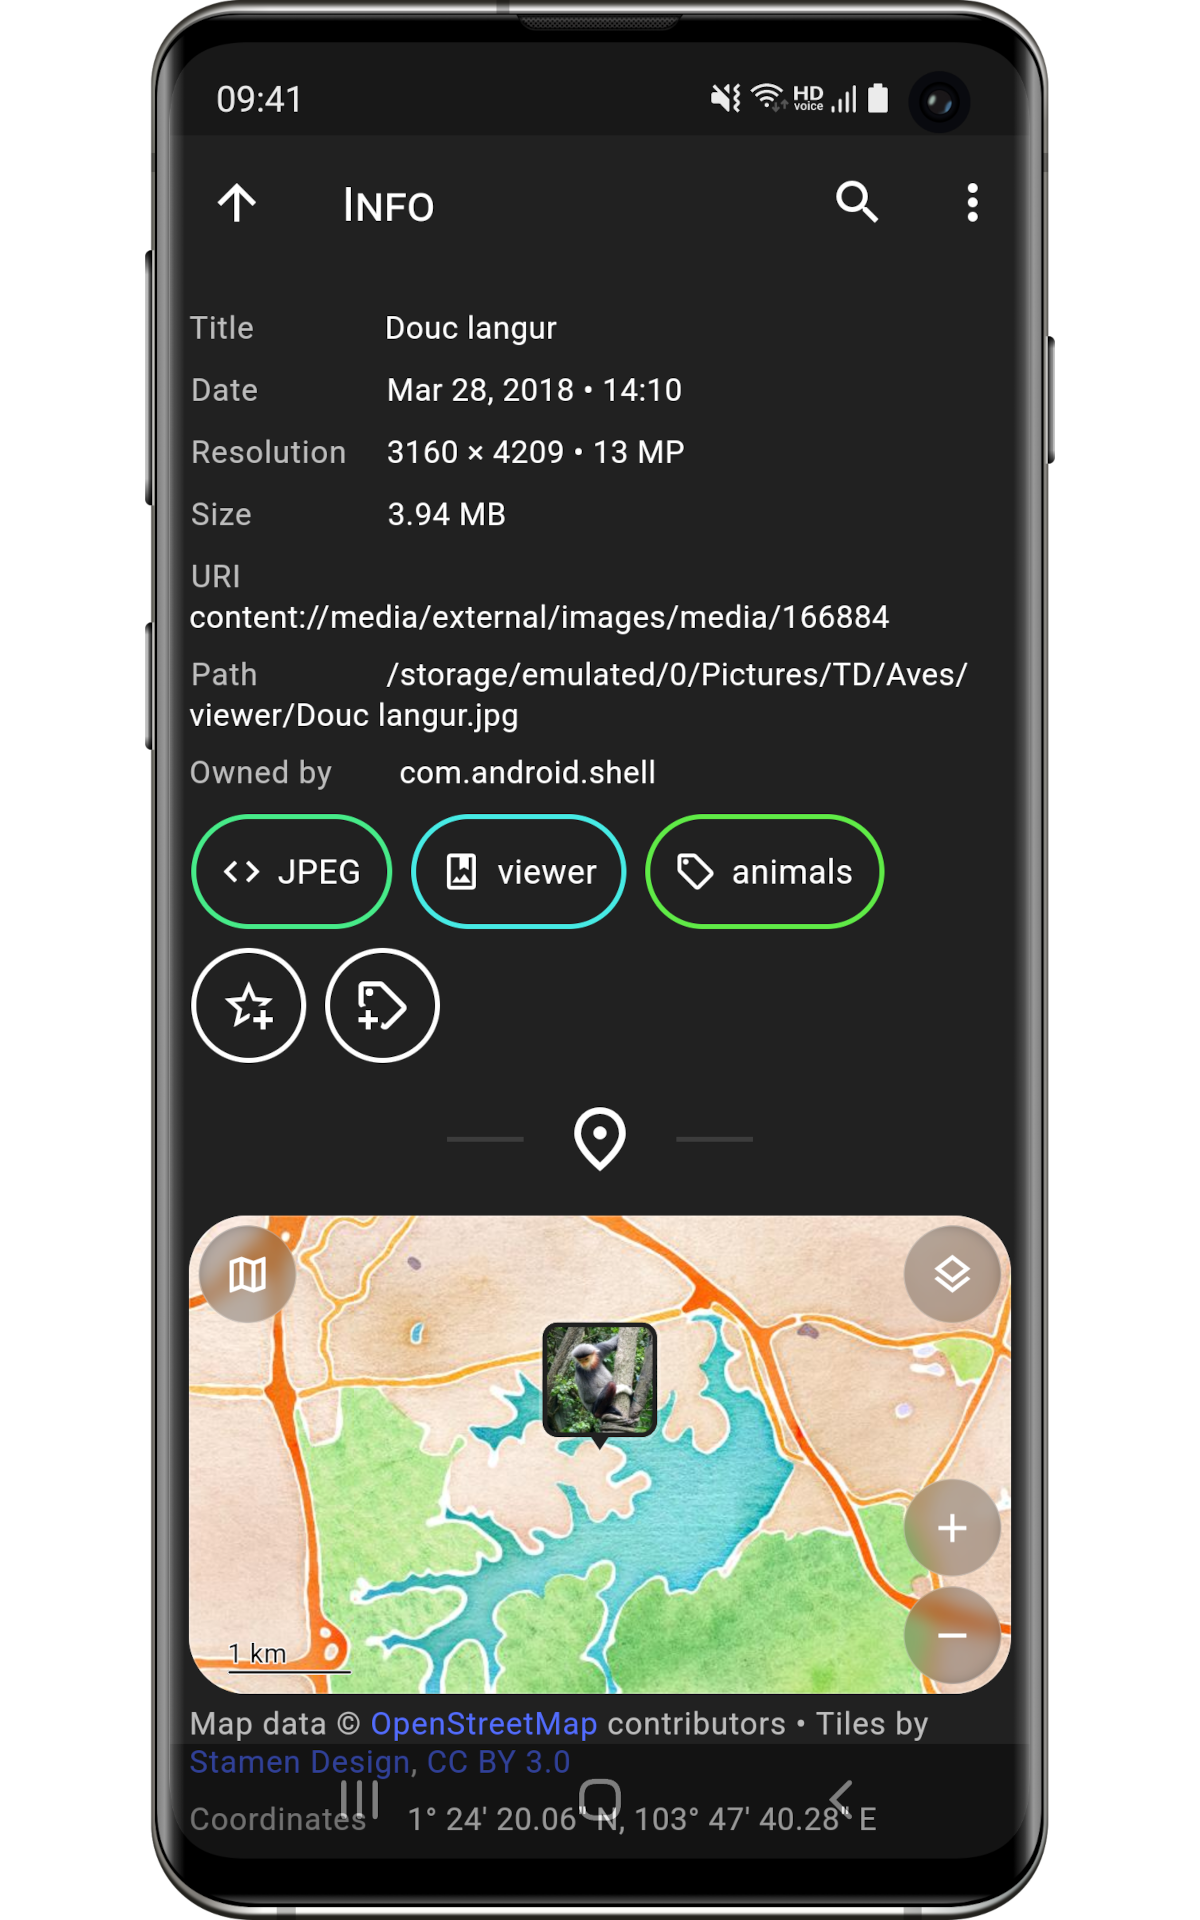 09:41 HD voice
INFO
Title Douc langur
Date Mar 28, 2018 • 14:10
Resolution 3160 × 4209 • 13 MP
Size 3.94 MB
URI
content://media/external/images/media/166884
Path /storage/emulated/0/Pictures/TD/Aves/
viewer/Douc langur.jpg
Owned by com.android.shell
JPEG viewer animals
1 km
Map data © OpenStreetMap contributors • Tiles by
Stamen Design, CC BY 3.0
Coordinates 1° 24' 20.06" N, 103° 47' 40.28" E